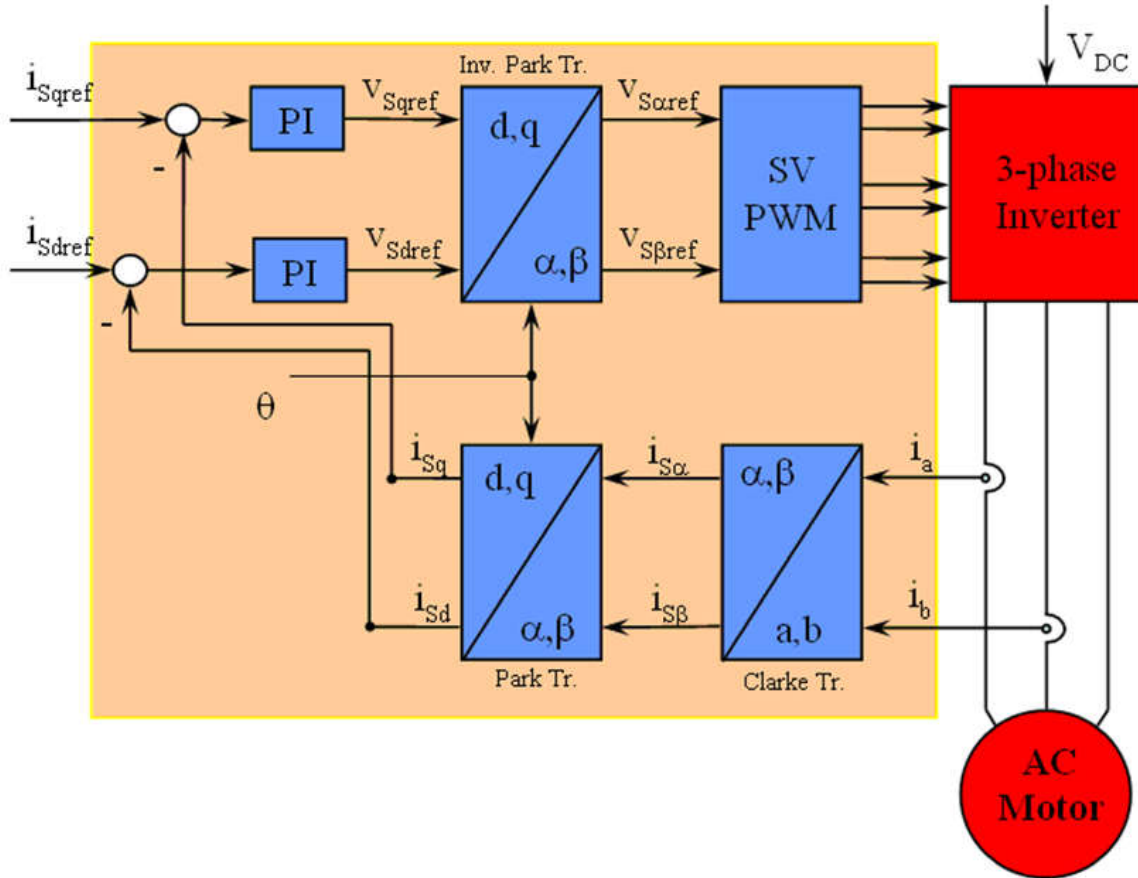 Inv. Park Tr.
V_DC
i_Sqref
PI
v_Sqref
d,q
v_Sαref
SV
PWM
3-phase
Inverter
-
i_Sdref
PI
v_Sdref
α,β
v_Sβref
-
θ
i_Sq
d,q
i_Sα
α,β
i_a
i_Sd
α,β
i_Sβ
a,b
i_b
Park Tr.
Clarke Tr.
AC
Motor